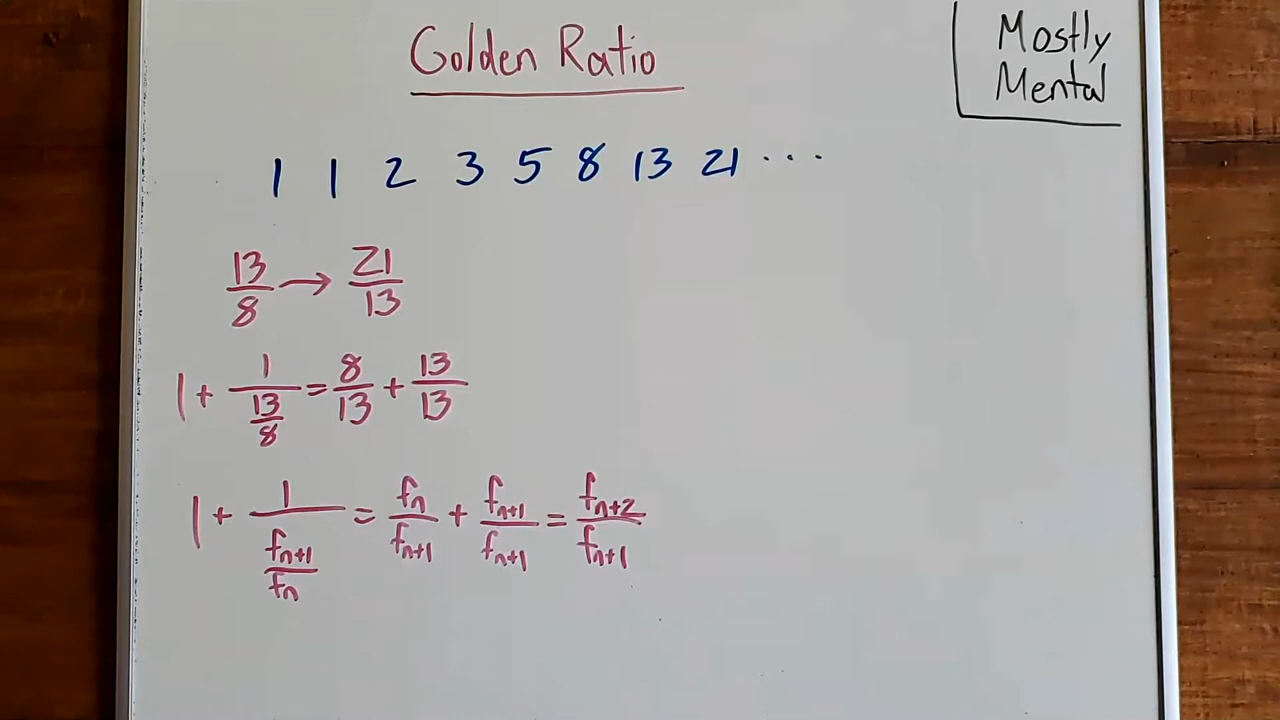 Golden Ratio
Mostly
Mental
1 1 2 3 5 8 13 21 ...
13/8 → 21/13
1 + 1/(13/8) = 8/13 + 13/13
1 + 1/(fₙ₊₁/fₙ) = fₙ/fₙ₊₁ + fₙ₊₁/fₙ₊₁ = fₙ₊₂/fₙ₊₁